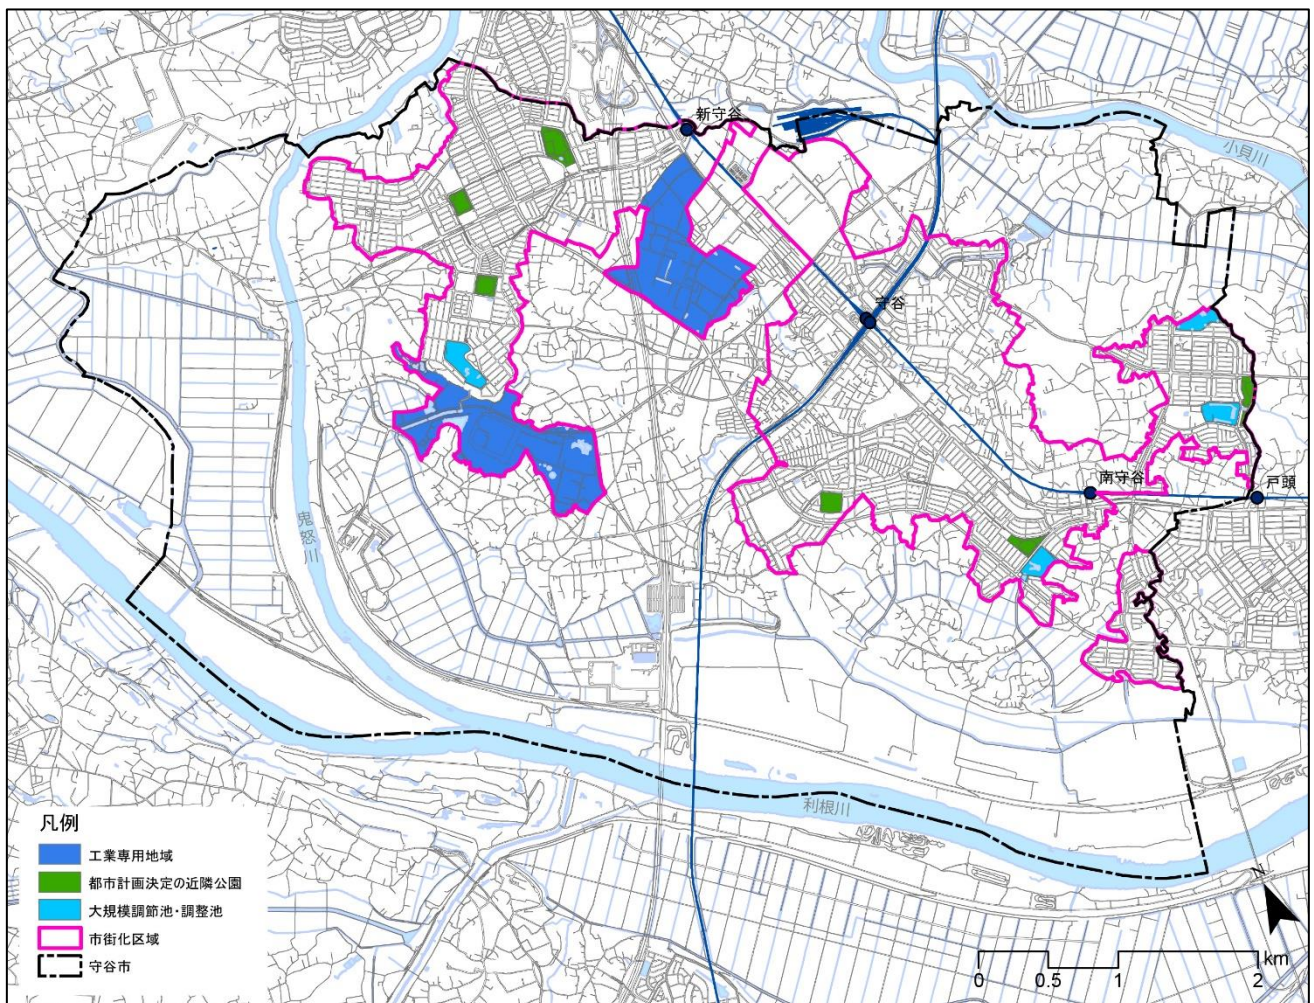 新守谷
小貝川
守谷
南守谷
戸頭
鬼怒川
利根川
凡例
工業専用地域
都市計画決定の近隣公園
大規模調節池・調整池
市街化区域
守谷市
N
km
0 0.5 1 2